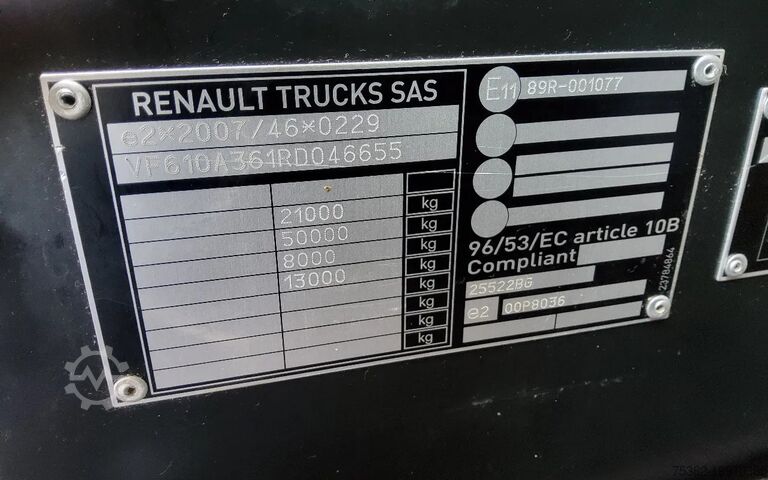 RENAULT TRUCKS SAS
e2*2007/46*0229
VF610A361RD046655
21000 kg
50000 kg
8000 kg
13000 kg
kg
kg
kg
E11 89R-001077
96/53/EC article 10B
Compliant
25522BG
e2 00P8036
23784864